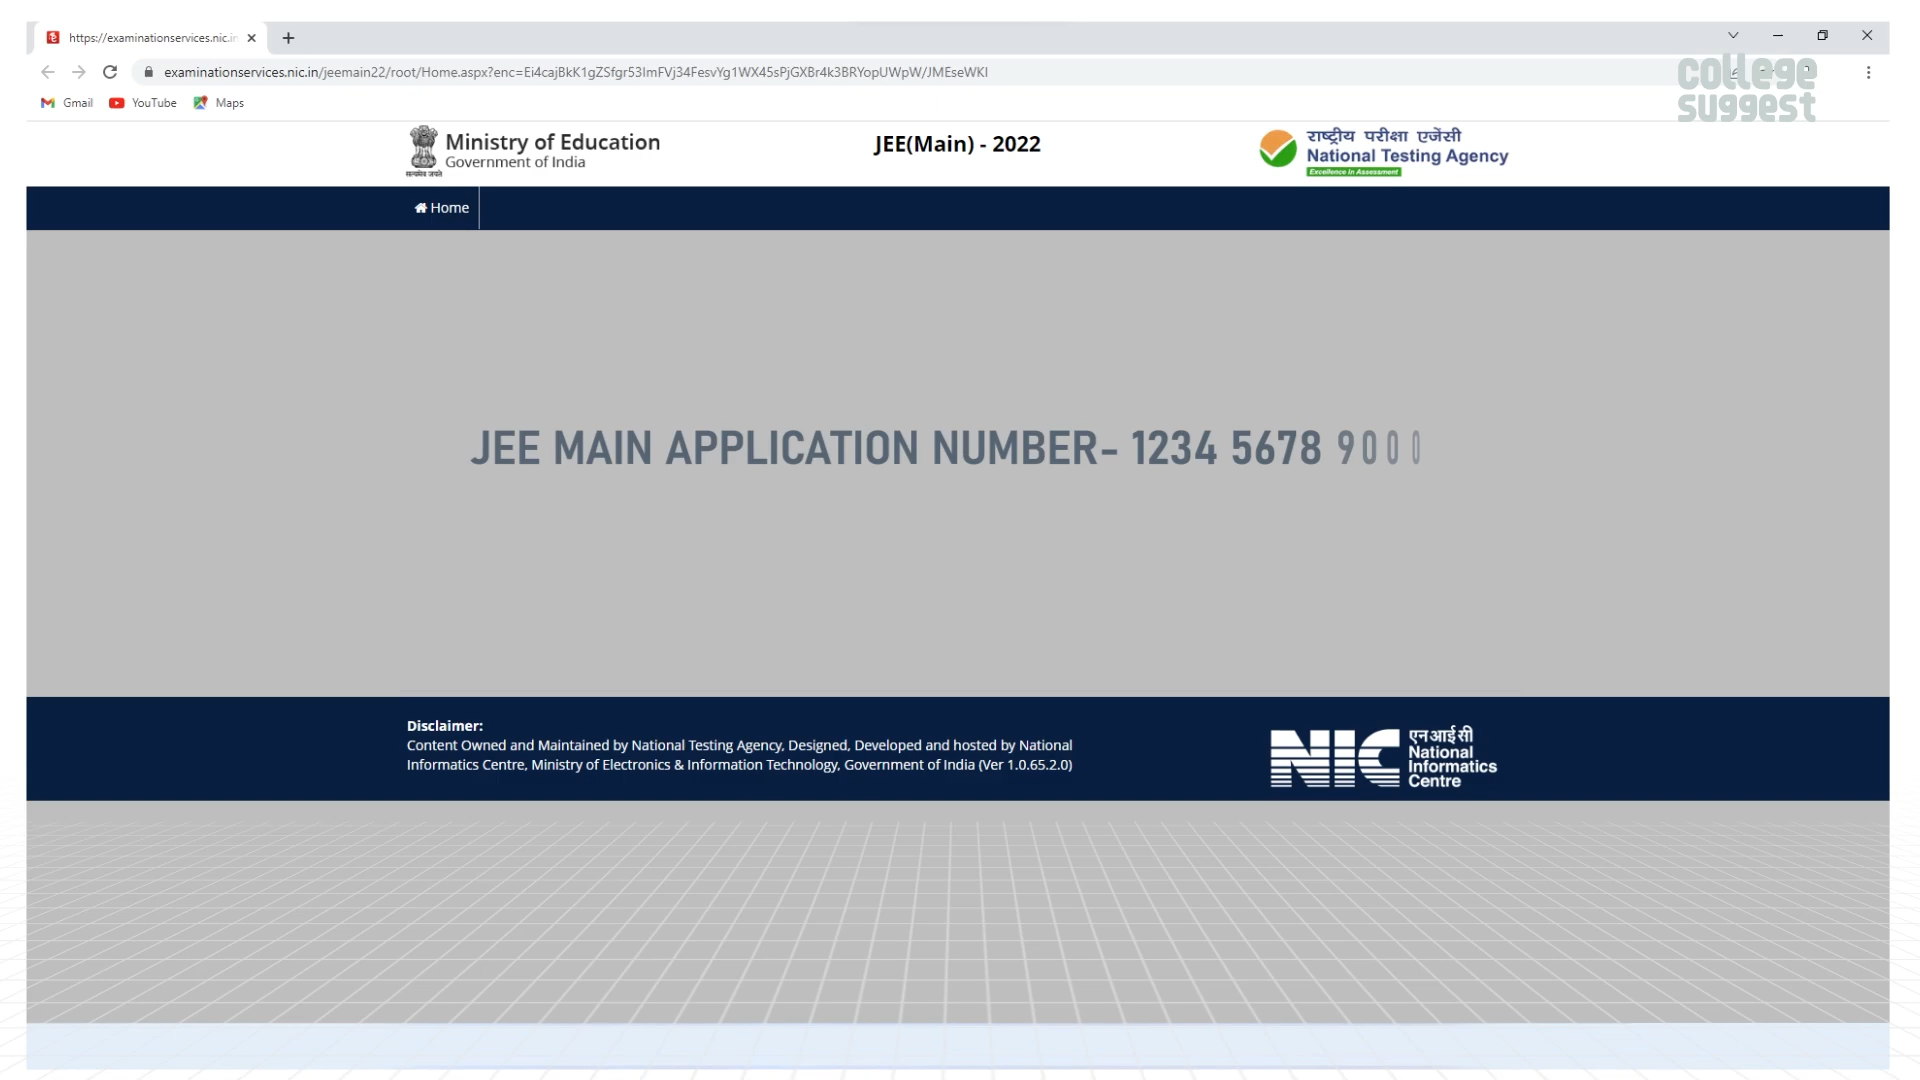 https://examinationservices.nic.in
examinationservices.nic.in/jeemain22/root/Home.aspx?enc=Ei4cajBkK1gZSfgr53ImFVj34FesvYg1WX45sPjGXBr4k3BRYopUWpW/JMEseWKI
college
suggest
Gmail YouTube Maps
Ministry of Education
Government of India
सत्यमेव जयते
JEE(Main) - 2022
राष्ट्रीय परीक्षा एजेंसी
National Testing Agency
Excellence in Assessment
Home
JEE MAIN APPLICATION NUMBER- 1234 5678 9000
Disclaimer:
Content Owned and Maintained by National Testing Agency, Designed, Developed and hosted by National
Informatics Centre, Ministry of Electronics & Information Technology, Government of India (Ver 1.0.65.2.0)
NIC
एनआईसी
National
Informatics
Centre